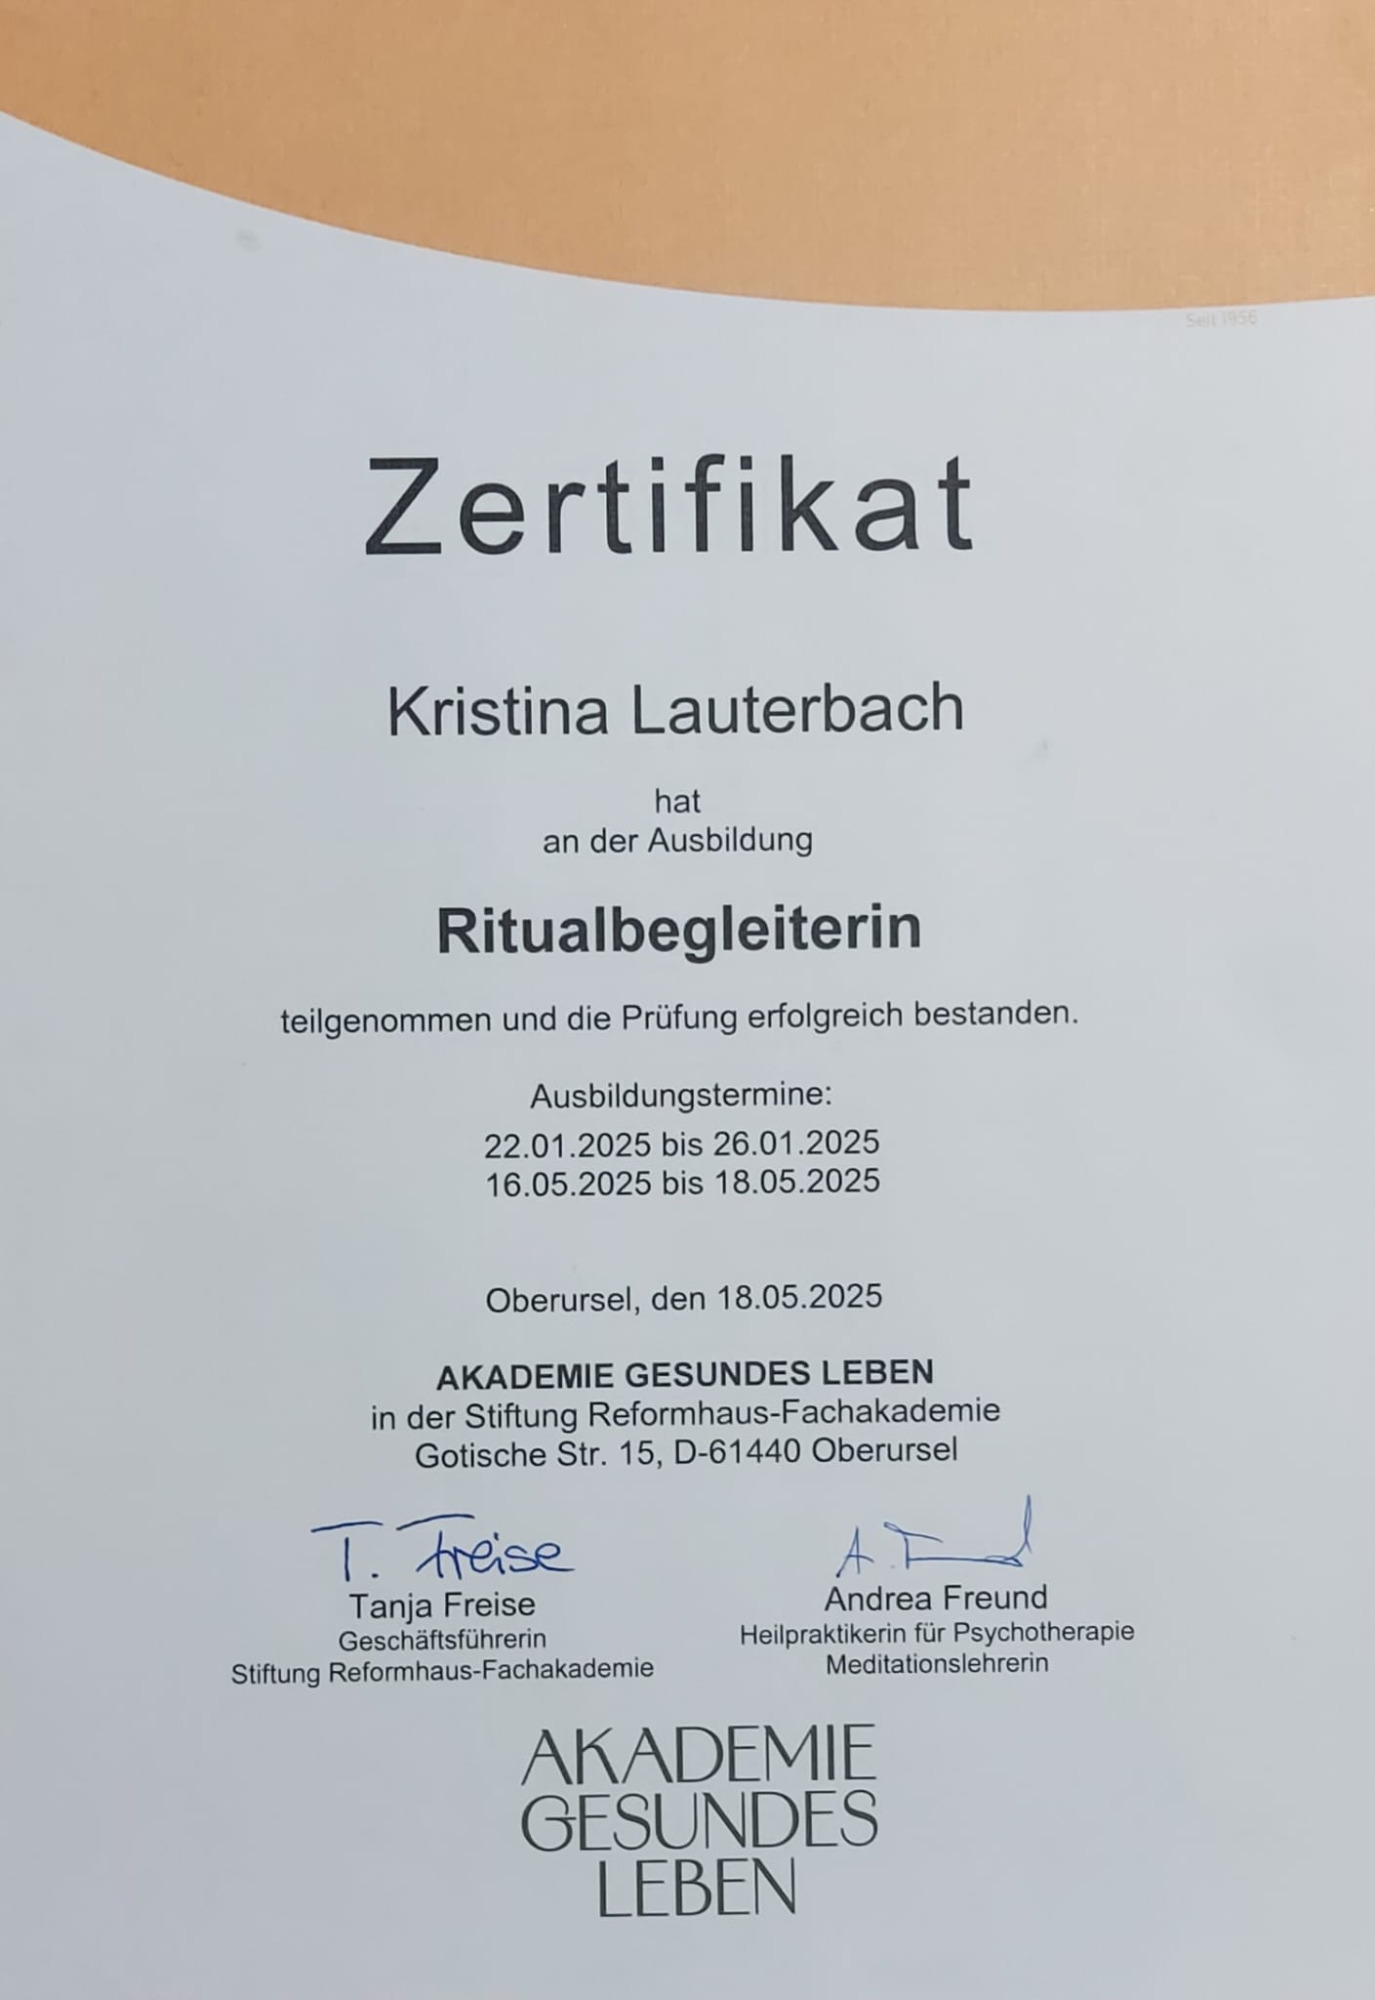 Seit 1956
Zertifikat
Kristina Lauterbach
hat
an der Ausbildung
Ritualbegleiterin
teilgenommen und die Prüfung erfolgreich bestanden.
Ausbildungstermine:
22.01.2025 bis 26.01.2025
16.05.2025 bis 18.05.2025
Oberursel, den 18.05.2025
AKADEMIE GESUNDES LEBEN
in der Stiftung Reformhaus-Fachakademie
Gotische Str. 15, D-61440 Oberursel
T. Freise
Tanja Freise
Geschäftsführerin
Stiftung Reformhaus-Fachakademie
A. Freund
Andrea Freund
Heilpraktikerin für Psychotherapie
Meditationslehrerin
AKADEMIE
GESUNDES
LEBEN